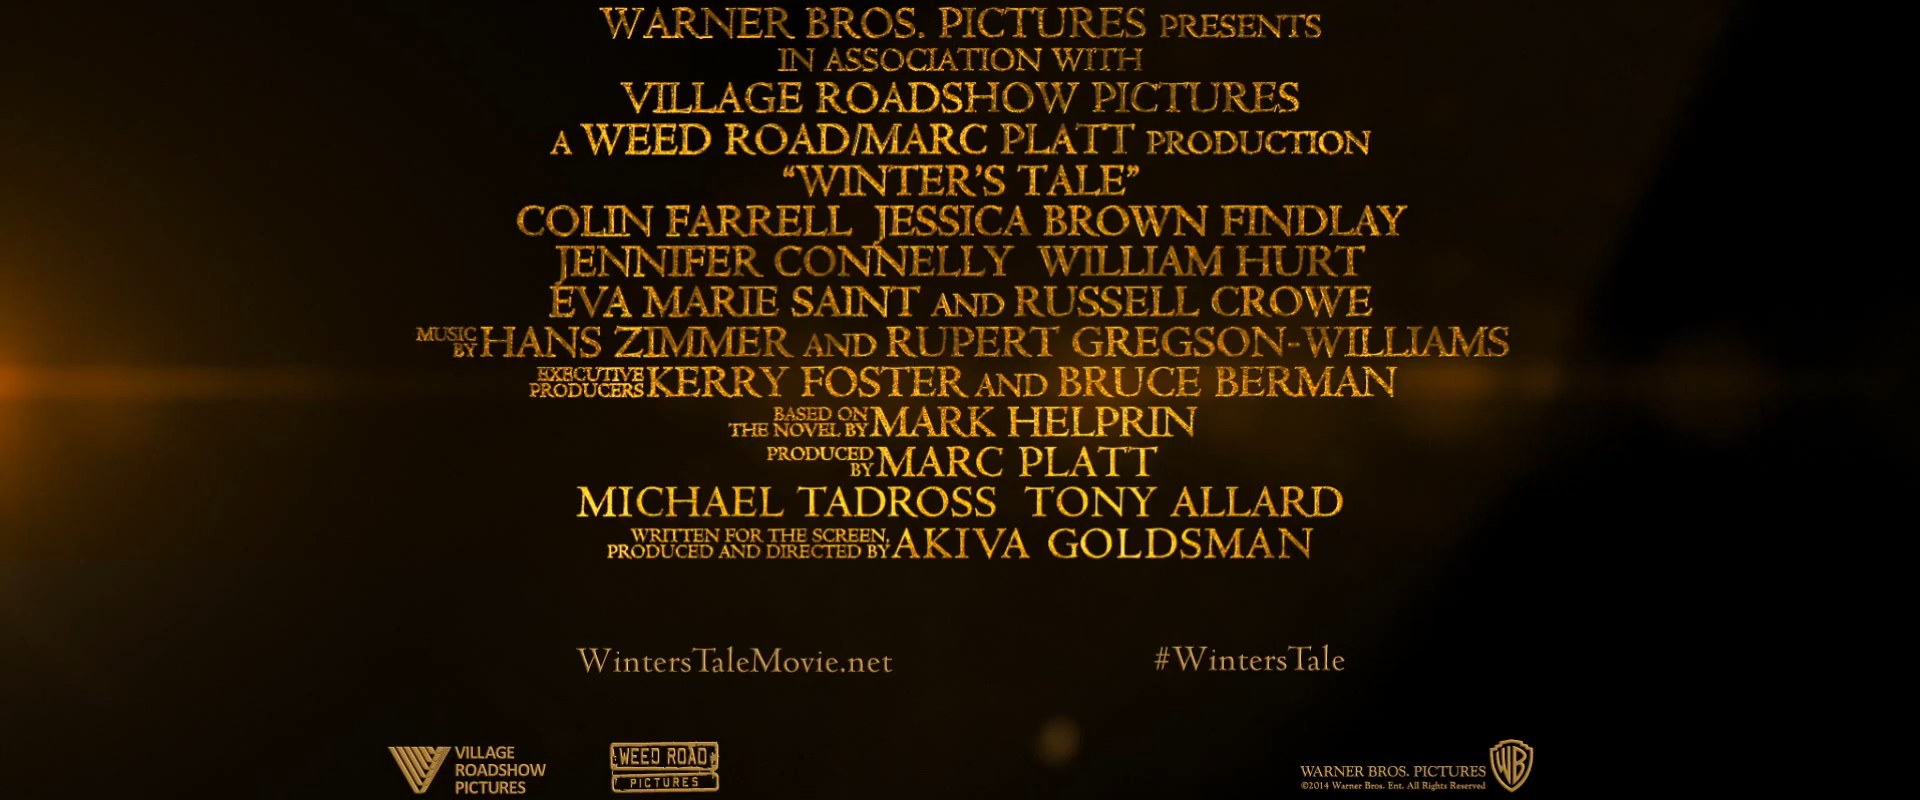 WARNER BROS. PICTURES PRESENTS
IN ASSOCIATION WITH
VILLAGE ROADSHOW PICTURES
A WEED ROAD/MARC PLATT PRODUCTION
“WINTER’S TALE”
COLIN FARRELL JESSICA BROWN FINDLAY
JENNIFER CONNELLY WILLIAM HURT
EVA MARIE SAINT AND RUSSELL CROWE
MUSIC BY HANS ZIMMER AND RUPERT GREGSON-WILLIAMS
EXECUTIVE PRODUCERS KERRY FOSTER AND BRUCE BERMAN
BASED ON THE NOVEL BY MARK HELPRIN
PRODUCED BY MARC PLATT
MICHAEL TADROSS TONY ALLARD
WRITTEN FOR THE SCREEN, PRODUCED AND DIRECTED BY AKIVA GOLDSMAN
WintersTaleMovie.net #WintersTale
VILLAGE
ROADSHOW
PICTURES
WEED ROAD
PICTURES
WARNER BROS. PICTURES
©2014 Warner Bros. Ent. All Rights Reserved
WB